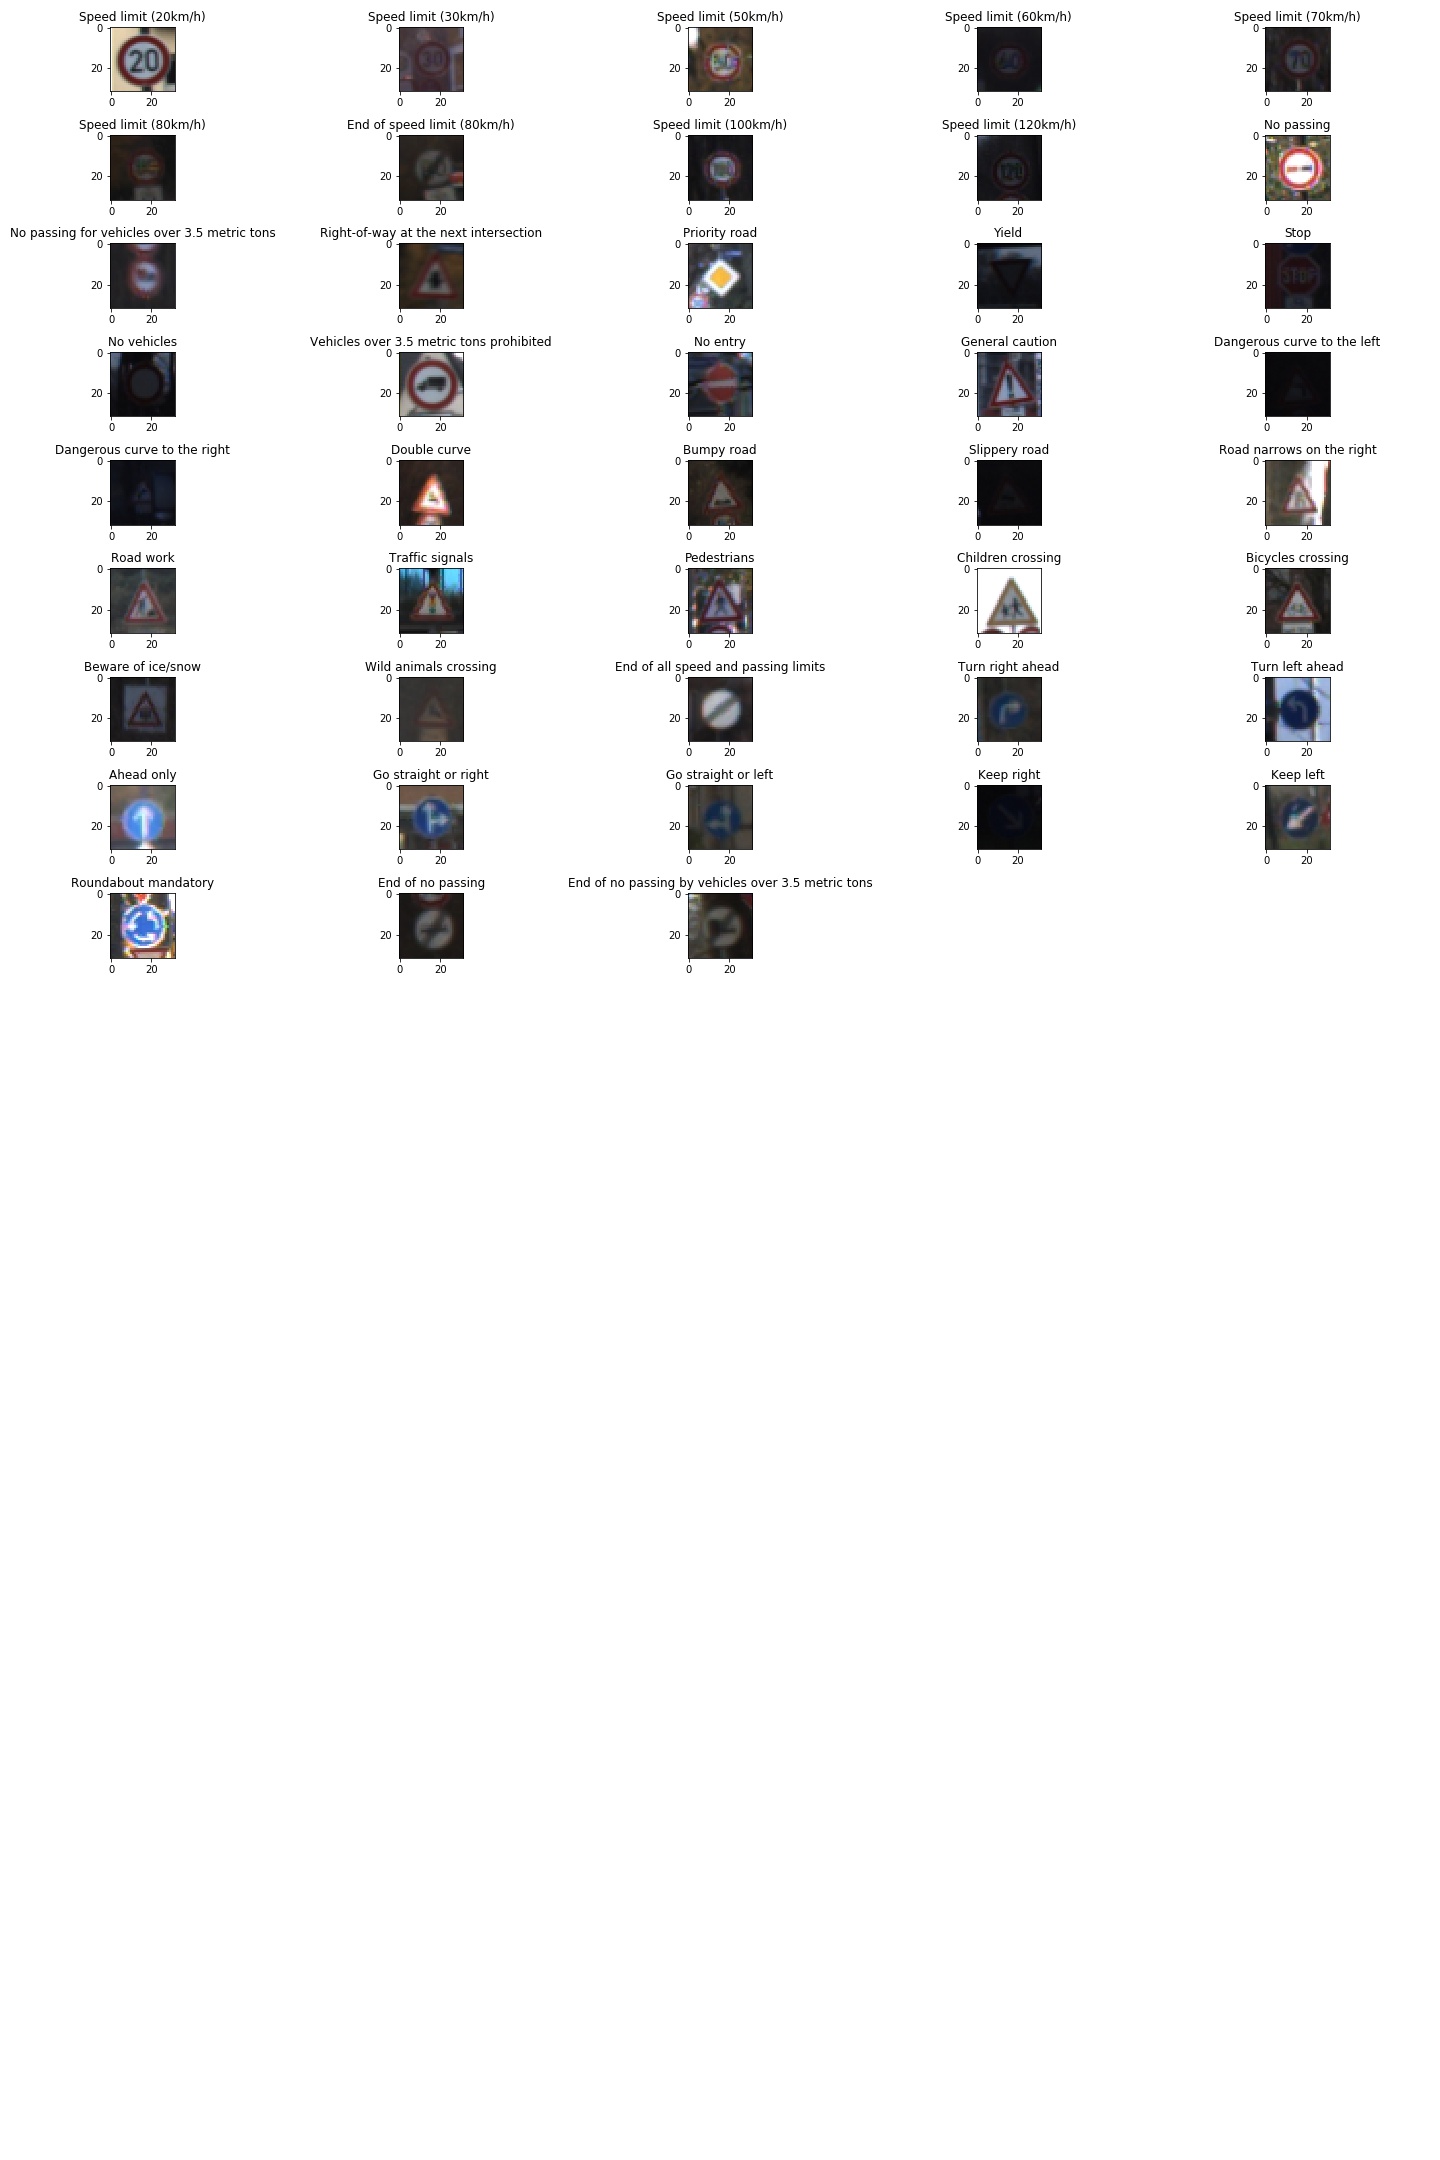 Speed limit (20km/h) Speed limit (30km/h) Speed limit (50km/h) Speed limit (60km/h) Speed limit (70km/h)
0 0 0 0 0
20 30 70
20 20 20 20 20
0 20 0 20 0 20 0 20 0 20
Speed limit (80km/h) End of speed limit (80km/h) Speed limit (100km/h) Speed limit (120km/h) No passing
0 0 0 0 0
120
20 20 20 20 20
0 20 0 20 0 20 0 20 0 20
No passing for vehicles over 3.5 metric tons Right-of-way at the next intersection Priority road Yield Stop
0 0 0 0 0
STOP
20 20 20 20 20
0 20 0 20 0 20 0 20 0 20
No vehicles Vehicles over 3.5 metric tons prohibited No entry General caution Dangerous curve to the left
0 0 0 0 0
20 20 20 20 20
0 20 0 20 0 20 0 20 0 20
Dangerous curve to the right Double curve Bumpy road Slippery road Road narrows on the right
0 0 0 0 0
20 20 20 20 20
0 20 0 20 0 20 0 20 0 20
Road work Traffic signals Pedestrians Children crossing Bicycles crossing
0 0 0 0 0
20 20 20 20 20
0 20 0 20 0 20 0 20 0 20
Beware of ice/snow Wild animals crossing End of all speed and passing limits Turn right ahead Turn left ahead
0 0 0 0 0
20 20 20 20 20
0 20 0 20 0 20 0 20 0 20
Ahead only Go straight or right Go straight or left Keep right Keep left
0 0 0 0 0
20 20 20 20 20
0 20 0 20 0 20 0 20 0 20
Roundabout mandatory End of no passing End of no passing by vehicles over 3.5 metric tons
0 0 0
20 20 20
0 20 0 20 0 20